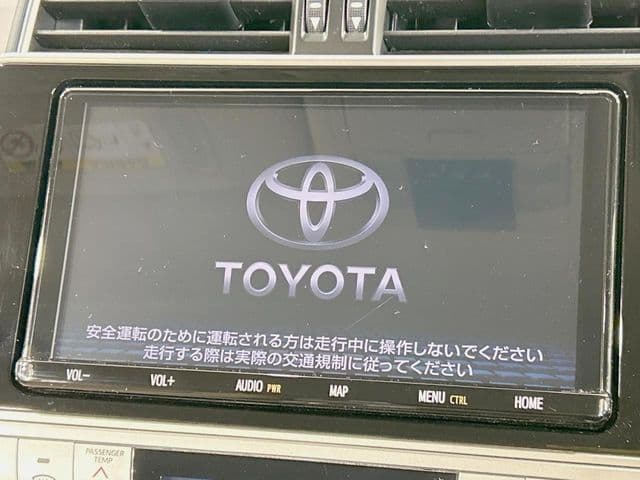 TOYOTA
安全運転のために運転される方は走行中に操作しないでください
走行する際は実際の交通規制に従ってください
VOL- VOL+ AUDIO PWR MAP MENU CTRL HOME
PASSENGER
TEMP